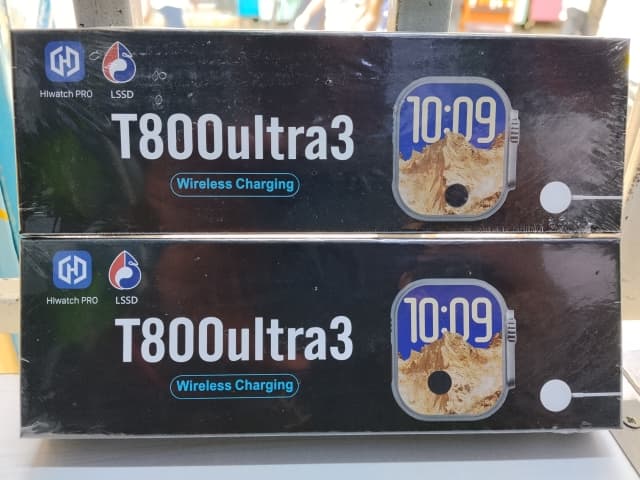 HIwatch PRO
LSSD
T800ultra3
Wireless Charging
10:09
HIwatch PRO
LSSD
T800ultra3
Wireless Charging
10:09